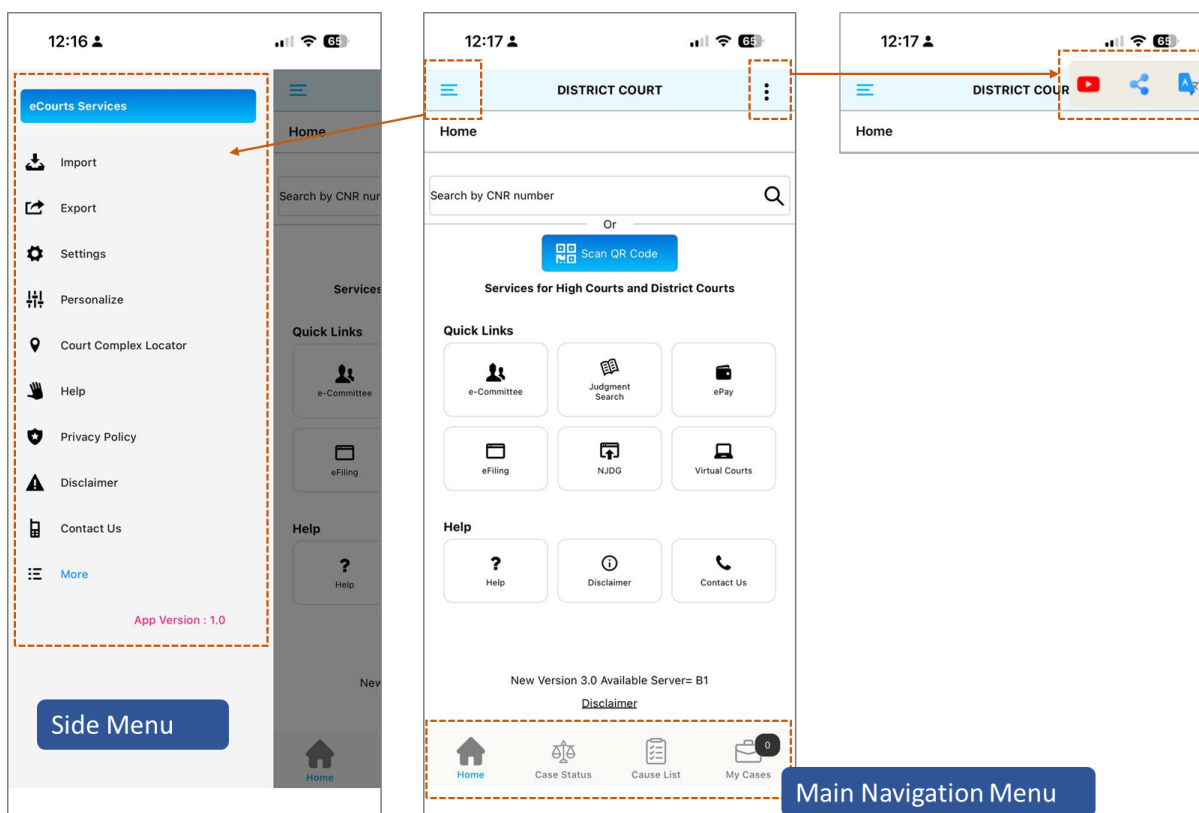 12:16
65
eCourts Services
Import
Export
Settings
Personalize
Court Complex Locator
Help
Privacy Policy
Disclaimer
Contact Us
More
App Version : 1.0
Home
Search by CNR nur
Services
Quick Links
e-Committee
eFiling
Help
Help
New
Home
Side Menu
12:17
65
DISTRICT COURT
Home
Search by CNR number
Or
Scan QR Code
Services for High Courts and District Courts
Quick Links
e-Committee
Judgment
Search
ePay
eFiling
NJDG
Virtual Courts
Help
Help
Disclaimer
Contact Us
New Version 3.0 Available Server= B1
Disclaimer
Home
Case Status
Cause List
My Cases
0
Main Navigation Menu
12:17
65
DISTRICT COUR
Home